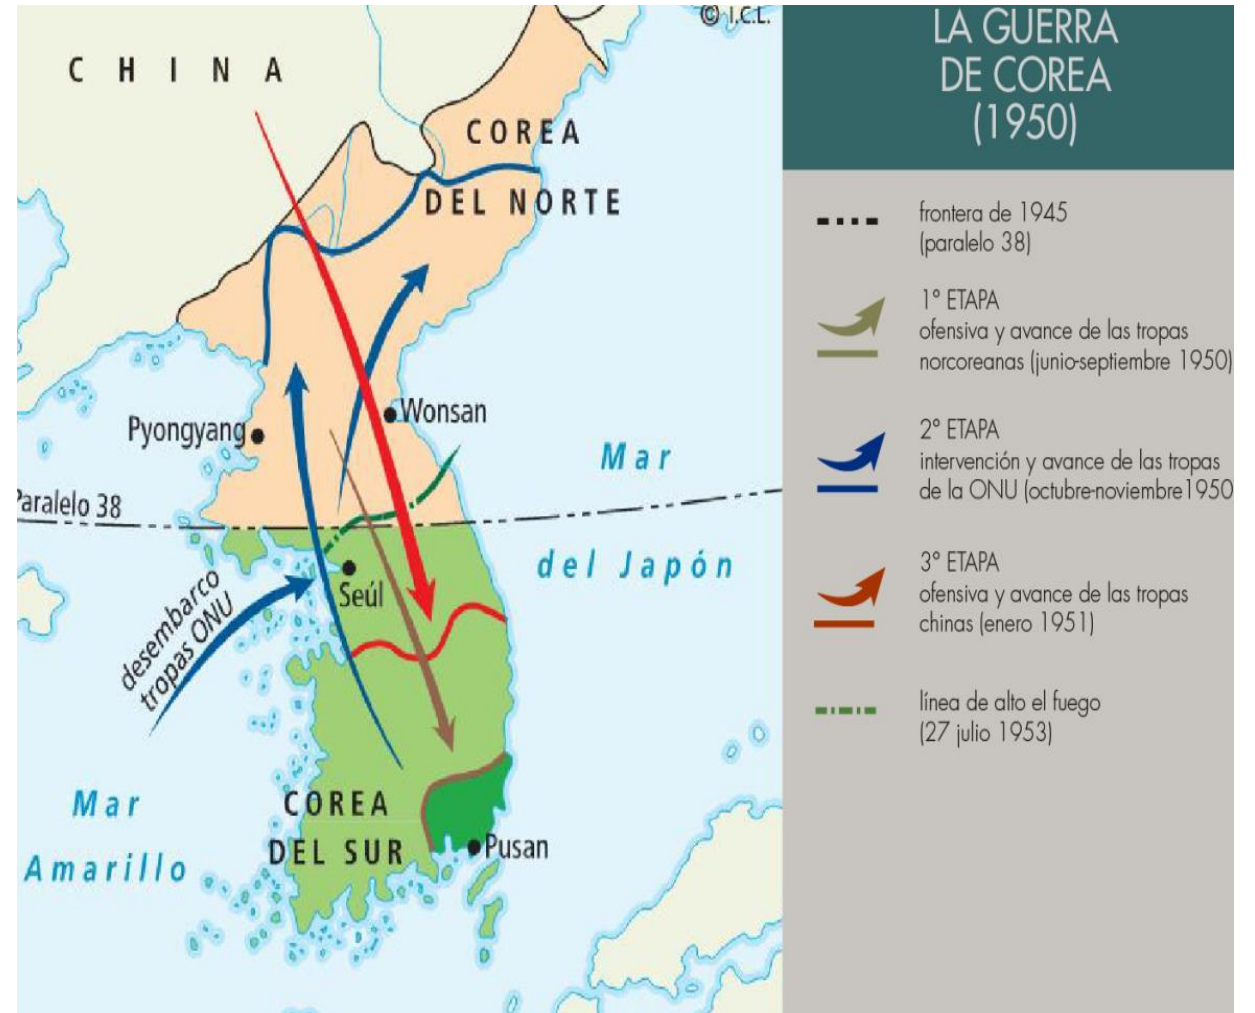 © I.C.L.
CHINA
COREA
DEL NORTE
Wonsan
Pyongyang
Mar
del Japón
Paralelo 38
Seúl
desembarco
tropas ONU
Mar
Amarillo
COREA
DEL SUR
Pusan
LA GUERRA
DE COREA
(1950)
frontera de 1945
(paralelo 38)
1° ETAPA
ofensiva y avance de las tropas
norcoreanas (junio-septiembre 1950)
2° ETAPA
intervención y avance de las tropas
de la ONU (octubre-noviembre1950
3° ETAPA
ofensiva y avance de las tropas
chinas (enero 1951)
línea de alto el fuego
(27 julio 1953)